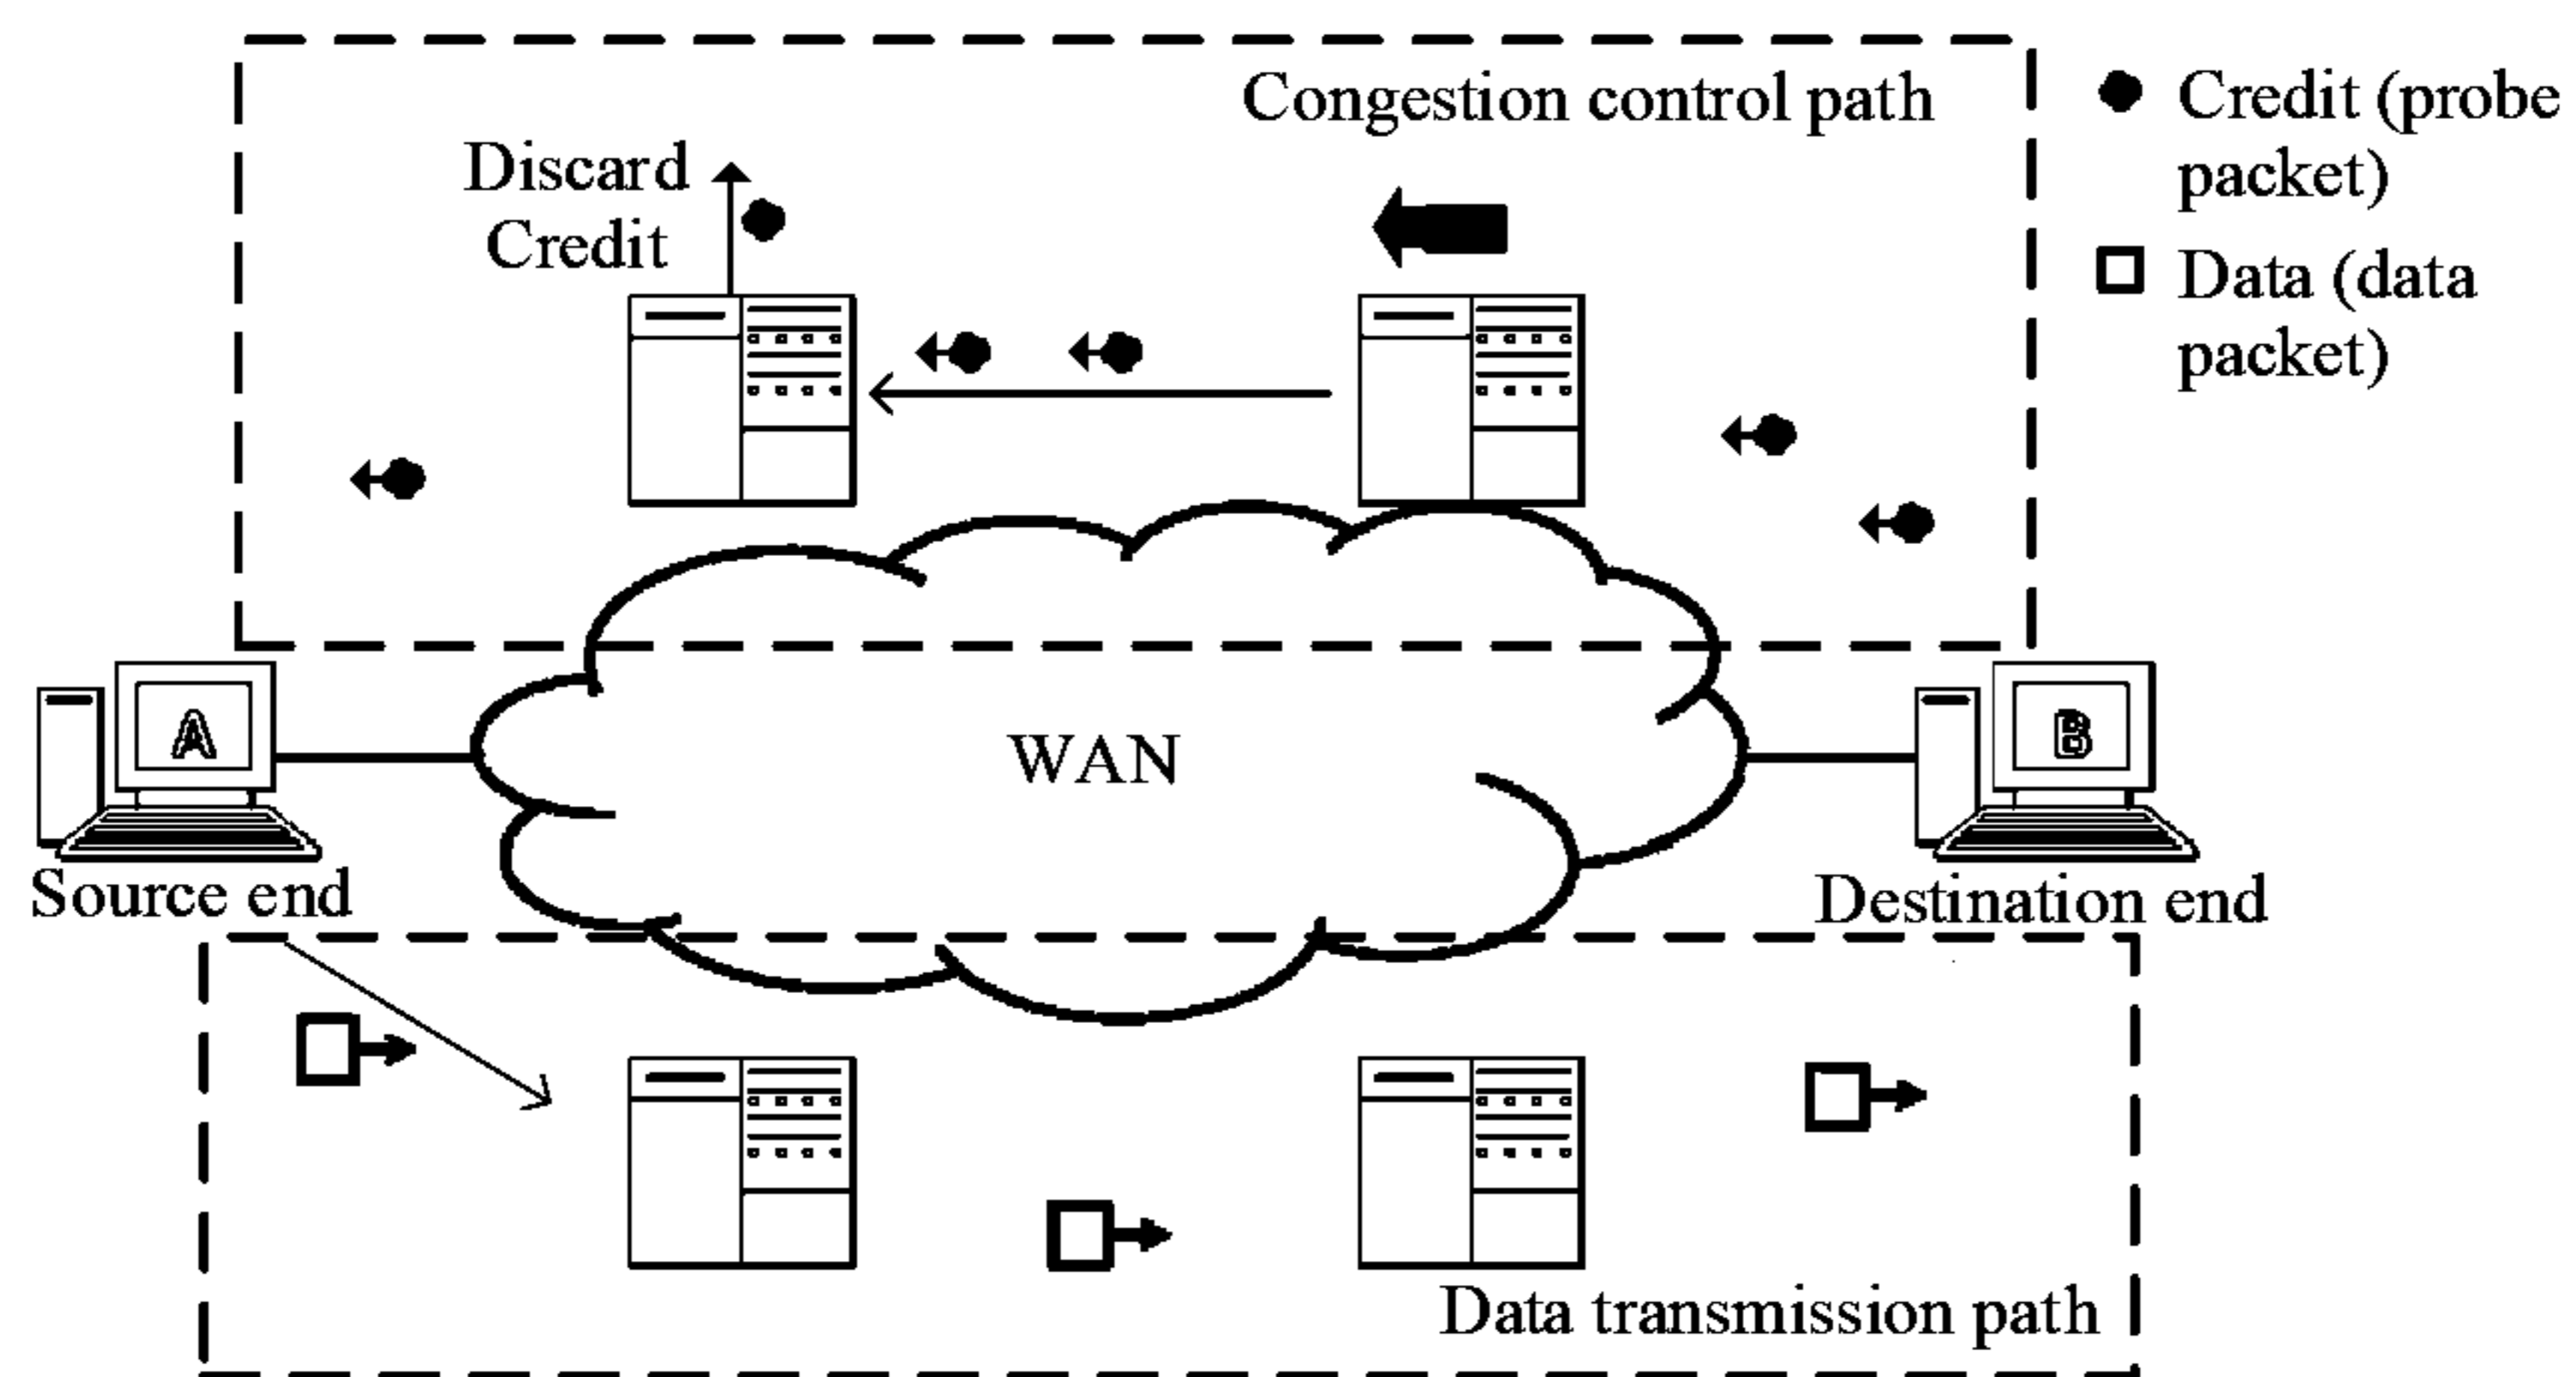 Congestion control path
Credit (probe
packet)
Discard
Credit
Data (data
packet)
A
WAN
B
Source end
Destination end
Data transmission path